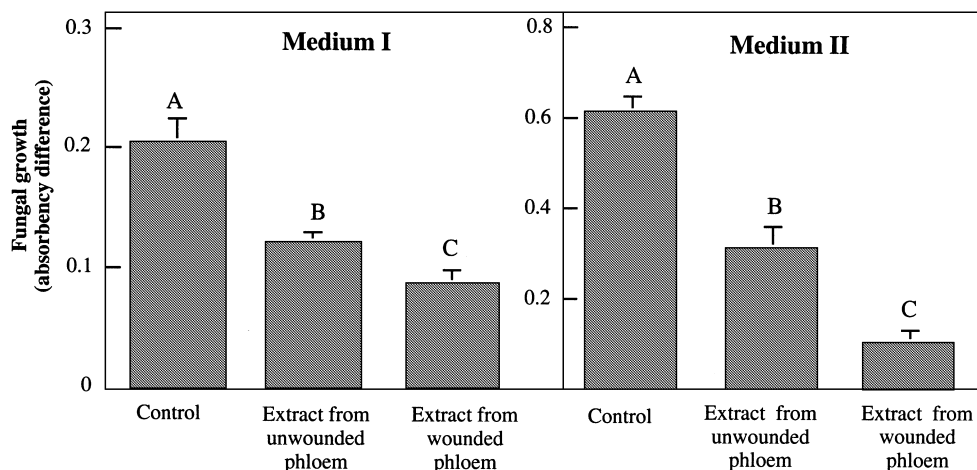 Fungal growth
(absorbency difference)
0.3
0.2
0.1
0
Medium I
A
B
C
Control
Extract from
unwounded
phloem
Extract from
wounded
phloem
0.8
0.6
0.4
0.2
Medium II
A
B
C
Control
Extract from
unwounded
phloem
Extract from
wounded
phloem